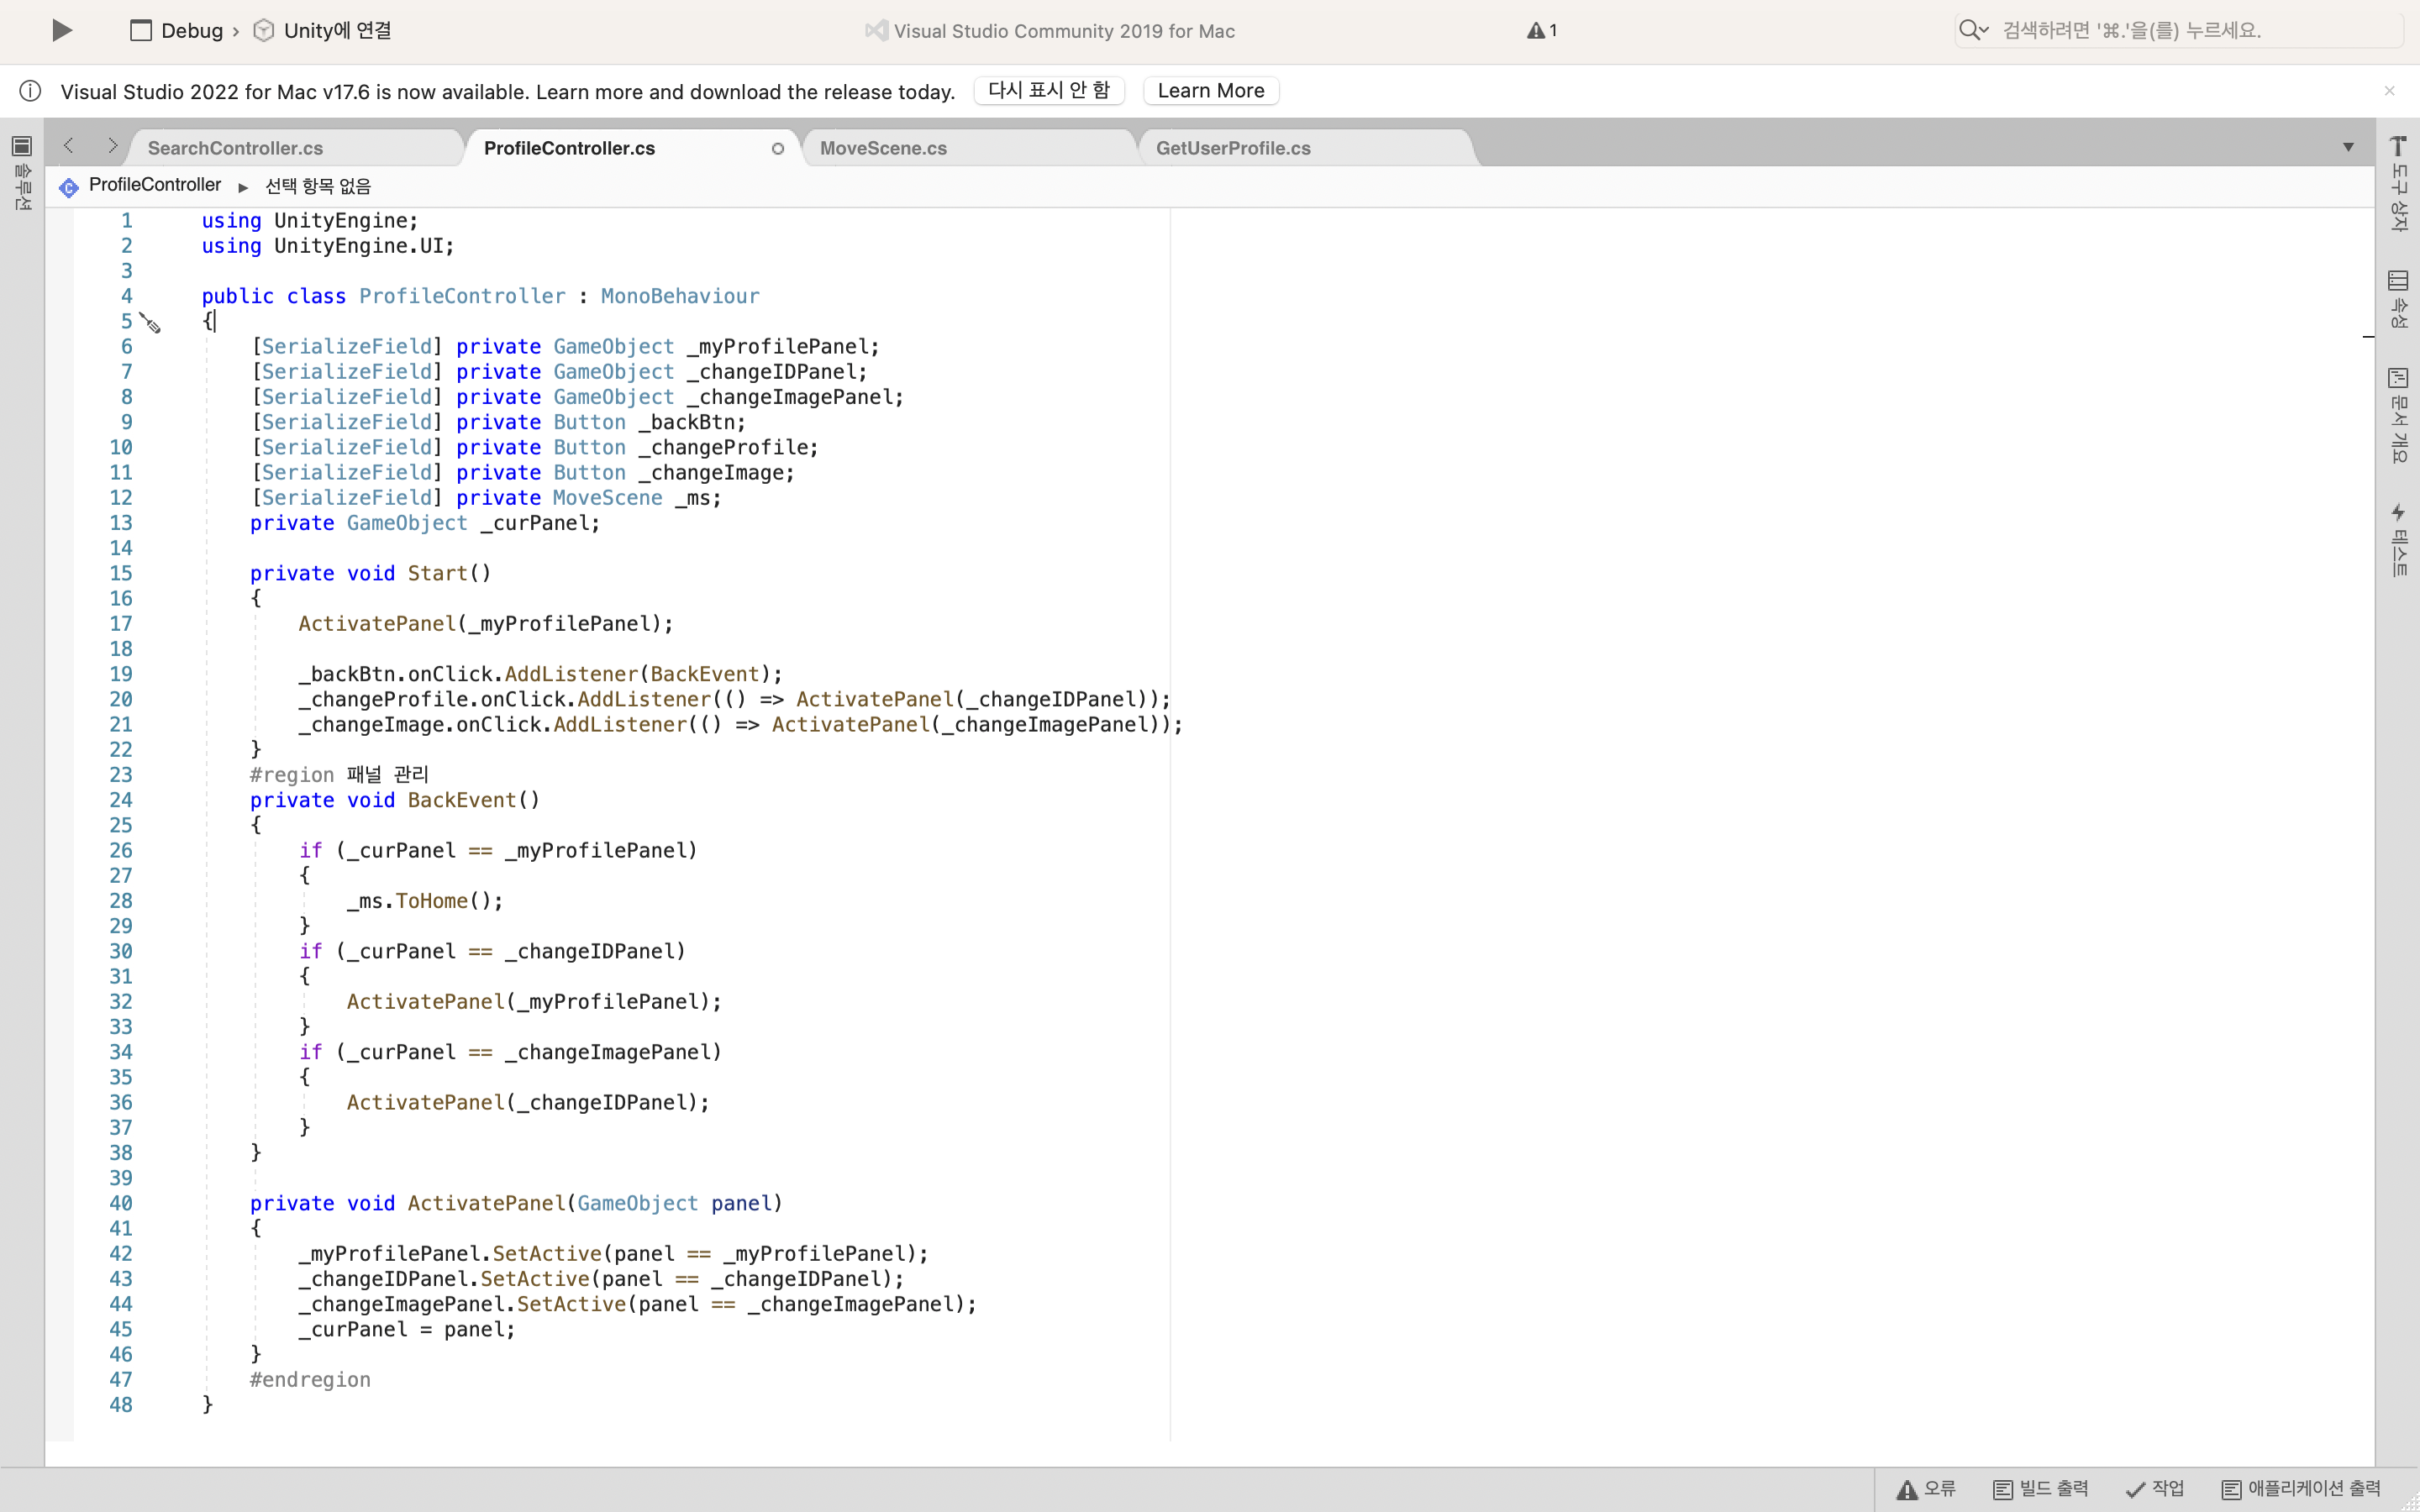 Debug › Unity에 연결
Visual Studio Community 2019 for Mac
1
검색하려면 '⌘.'을(를) 누르세요.
Visual Studio 2022 for Mac v17.6 is now available. Learn more and download the release today.
다시 표시 안 함
Learn More
솔루션
SearchController.cs
ProfileController.cs
MoveScene.cs
GetUserProfile.cs
ProfileController ▸ 선택 항목 없음
1 using UnityEngine;
2 using UnityEngine.UI;
3
4 public class ProfileController : MonoBehaviour
5 {
6 [SerializeField] private GameObject _myProfilePanel;
7 [SerializeField] private GameObject _changeIDPanel;
8 [SerializeField] private GameObject _changeImagePanel;
9 [SerializeField] private Button _backBtn;
10 [SerializeField] private Button _changeProfile;
11 [SerializeField] private Button _changeImage;
12 [SerializeField] private MoveScene _ms;
13 private GameObject _curPanel;
14
15 private void Start()
16 {
17 ActivatePanel(_myProfilePanel);
18
19 _backBtn.onClick.AddListener(BackEvent);
20 _changeProfile.onClick.AddListener(() => ActivatePanel(_changeIDPanel));
21 _changeImage.onClick.AddListener(() => ActivatePanel(_changeImagePanel));
22 }
23 #region 패널 관리
24 private void BackEvent()
25 {
26 if (_curPanel == _myProfilePanel)
27 {
28 _ms.ToHome();
29 }
30 if (_curPanel == _changeIDPanel)
31 {
32 ActivatePanel(_myProfilePanel);
33 }
34 if (_curPanel == _changeImagePanel)
35 {
36 ActivatePanel(_changeIDPanel);
37 }
38 }
39
40 private void ActivatePanel(GameObject panel)
41 {
42 _myProfilePanel.SetActive(panel == _myProfilePanel);
43 _changeIDPanel.SetActive(panel == _changeIDPanel);
44 _changeImagePanel.SetActive(panel == _changeImagePanel);
45 _curPanel = panel;
46 }
47 #endregion
48 }
도구 상자
속성
문서 개요
테스트
오류
빌드 출력
작업
애플리케이션 출력